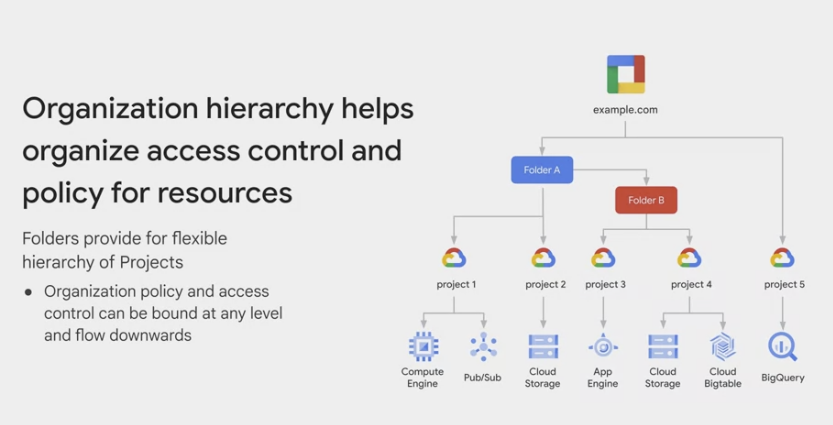 Organization hierarchy helps
organize access control and
policy for resources
Folders provide for flexible
hierarchy of Projects
• Organization policy and access
control can be bound at any level
and flow downwards
example.com
Folder A
Folder B
project 1
project 2
project 3
project 4
project 5
Compute
Engine
Pub/Sub
Cloud
Storage
App
Engine
Cloud
Storage
Cloud
Bigtable
BigQuery